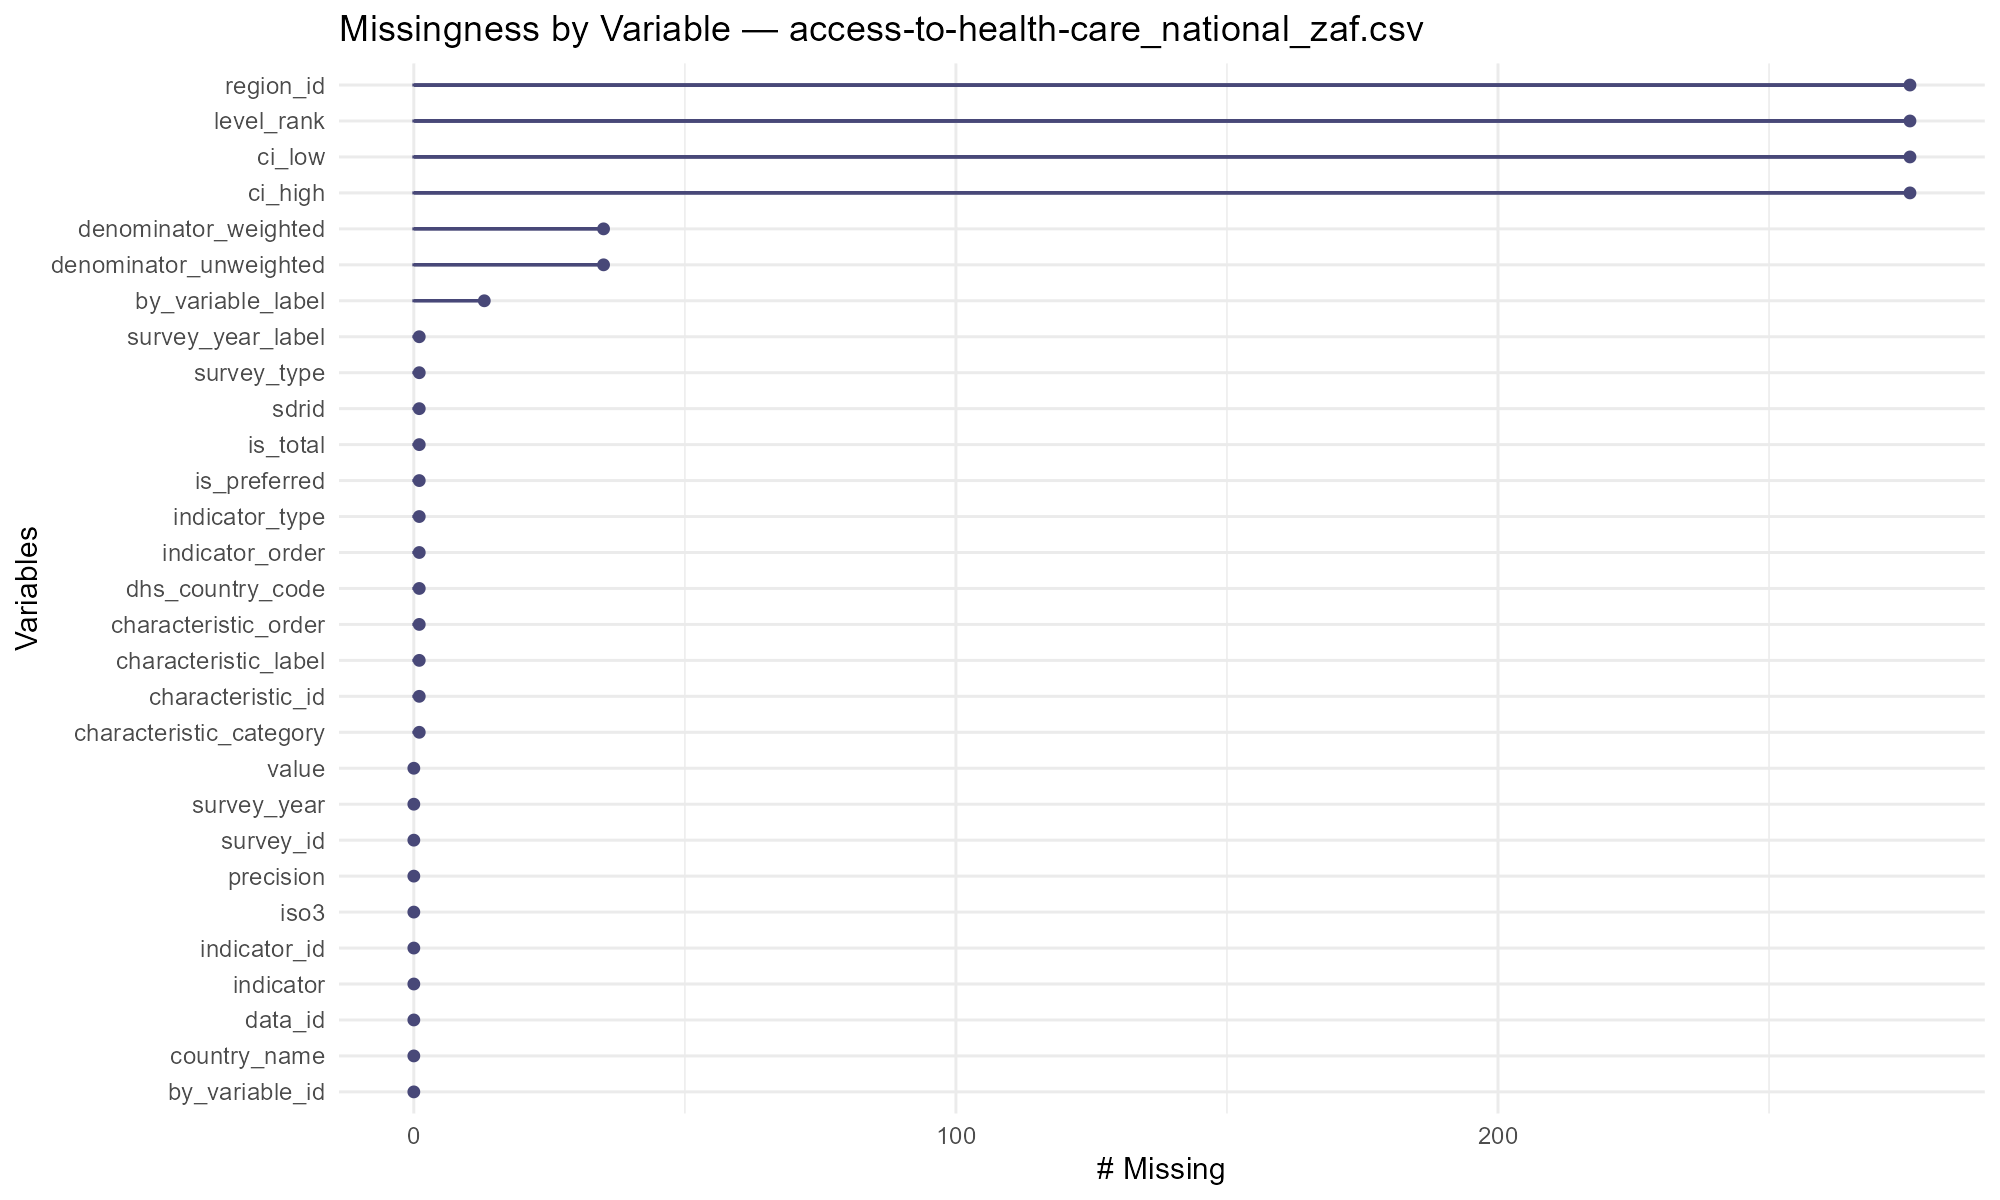 Missingness by Variable — access-to-health-care_national_zaf.csv
region_id
level_rank
ci_low
ci_high
denominator_weighted
denominator_unweighted
by_variable_label
survey_year_label
survey_type
sdrid
is_total
is_preferred
indicator_type
indicator_order
dhs_country_code
characteristic_order
characteristic_label
characteristic_id
characteristic_category
value
survey_year
survey_id
precision
iso3
indicator_id
indicator
data_id
country_name
by_variable_id
Variables
0 100 200
# Missing